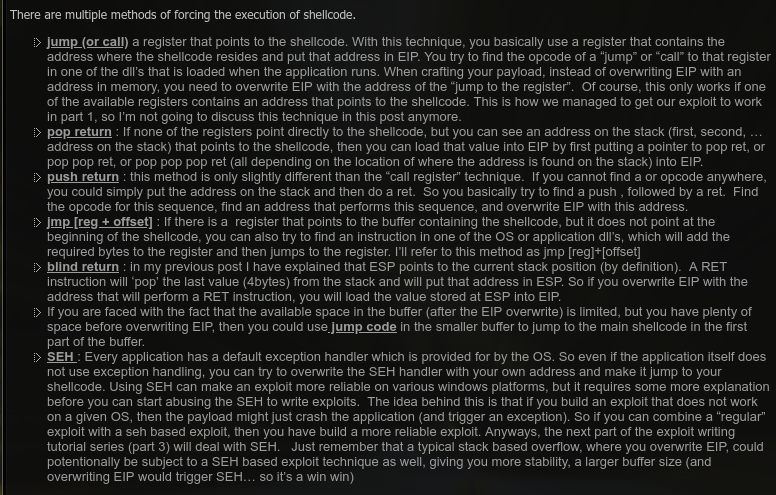 There are multiple methods of forcing the execution of shellcode.
jump (or call) a register that points to the shellcode. With this technique, you basically use a register that contains the
address where the shellcode resides and put that address in EIP. You try to find the opcode of a “jump” or “call” to that register
in one of the dll’s that is loaded when the application runs. When crafting your payload, instead of overwriting EIP with an
address in memory, you need to overwrite EIP with the address of the “jump to the register”. Of course, this only works if one
of the available registers contains an address that points to the shellcode. This is how we managed to get our exploit to work
in part 1, so I’m not going to discuss this technique in this post anymore.
pop return : If none of the registers point directly to the shellcode, but you can see an address on the stack (first, second, …
address on the stack) that points to the shellcode, then you can load that value into EIP by first putting a pointer to pop ret, or
pop pop ret, or pop pop pop ret (all depending on the location of where the address is found on the stack) into EIP.
push return : this method is only slightly different than the “call register” technique. If you cannot find a or opcode anywhere,
you could simply put the address on the stack and then do a ret. So you basically try to find a push , followed by a ret. Find
the opcode for this sequence, find an address that performs this sequence, and overwrite EIP with this address.
jmp [reg + offset] : If there is a register that points to the buffer containing the shellcode, but it does not point at the
beginning of the shellcode, you can also try to find an instruction in one of the OS or application dll’s, which will add the
required bytes to the register and then jumps to the register. I’ll refer to this method as jmp [reg]+[offset]
blind return : in my previous post I have explained that ESP points to the current stack position (by definition). A RET
instruction will ‘pop’ the last value (4bytes) from the stack and will put that address in ESP. So if you overwrite EIP with the
address that will perform a RET instruction, you will load the value stored at ESP into EIP.
If you are faced with the fact that the available space in the buffer (after the EIP overwrite) is limited, but you have plenty of
space before overwriting EIP, then you could use jump code in the smaller buffer to jump to the main shellcode in the first
part of the buffer.
SEH : Every application has a default exception handler which is provided for by the OS. So even if the application itself does
not use exception handling, you can try to overwrite the SEH handler with your own address and make it jump to your
shellcode. Using SEH can make an exploit more reliable on various windows platforms, but it requires some more explanation
before you can start abusing the SEH to write exploits. The idea behind this is that if you build an exploit that does not work
on a given OS, then the payload might just crash the application (and trigger an exception). So if you can combine a “regular”
exploit with a seh based exploit, then you have build a more reliable exploit. Anyways, the next part of the exploit writing
tutorial series (part 3) will deal with SEH. Just remember that a typical stack based overflow, where you overwrite EIP, could
potentionally be subject to a SEH based exploit technique as well, giving you more stability, a larger buffer size (and
overwriting EIP would trigger SEH… so it’s a win win)